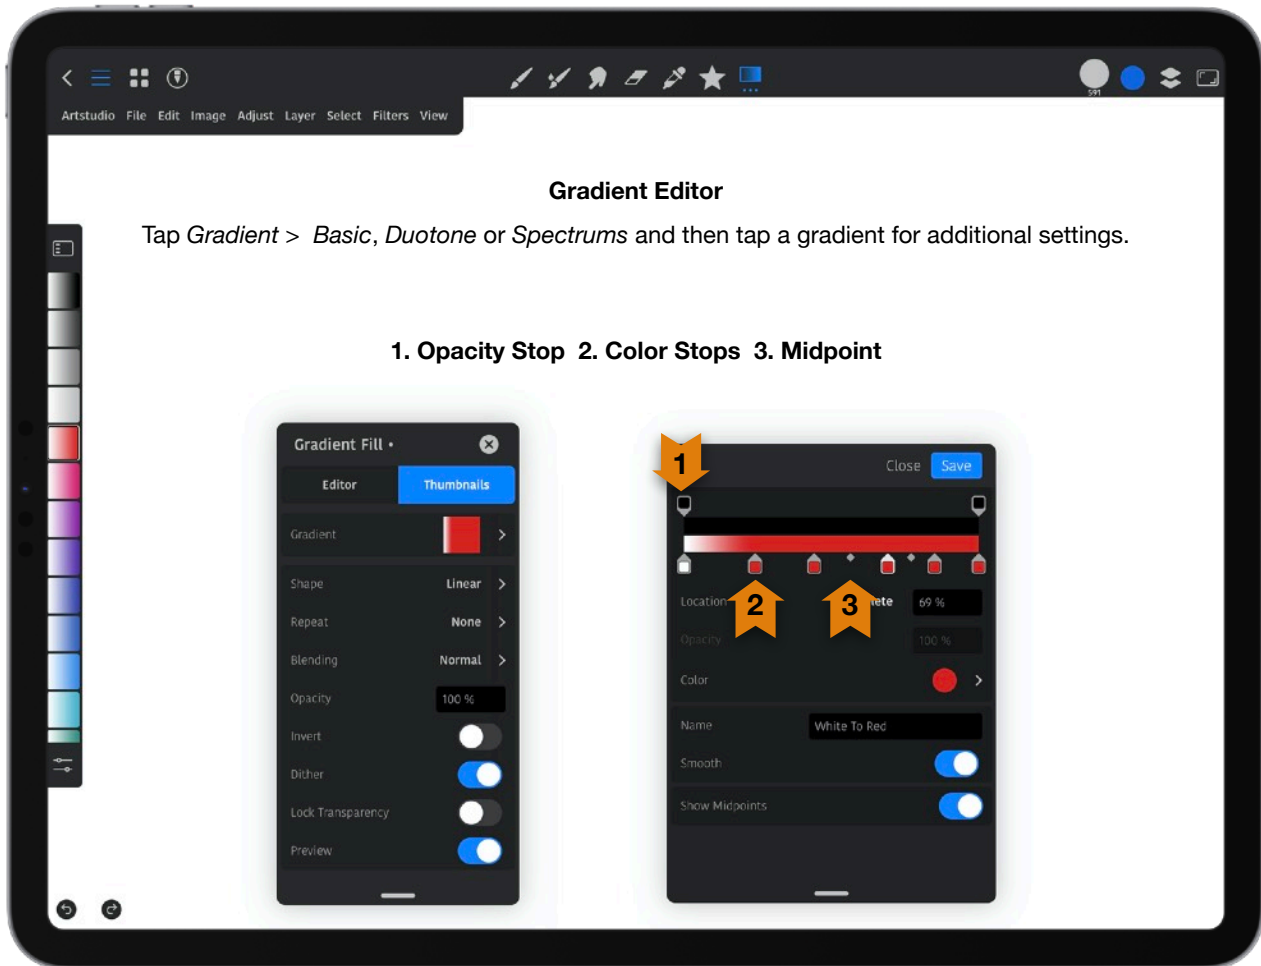 591
Artstudio File Edit Image Adjust Layer Select Filters View
Gradient Editor
Tap Gradient > Basic, Duotone or Spectrums and then tap a gradient for additional settings.
1. Opacity Stop 2. Color Stops 3. Midpoint
Gradient Fill •
Editor Thumbnails
Gradient
Shape Linear
Repeat None
Blending Normal
Opacity 100 %
Invert
Dither
Lock Transparency
Preview
1
Close Save
Location 2 3 lete 69 %
Opacity 100 %
Color
Name White To Red
Smooth
Show Midpoints